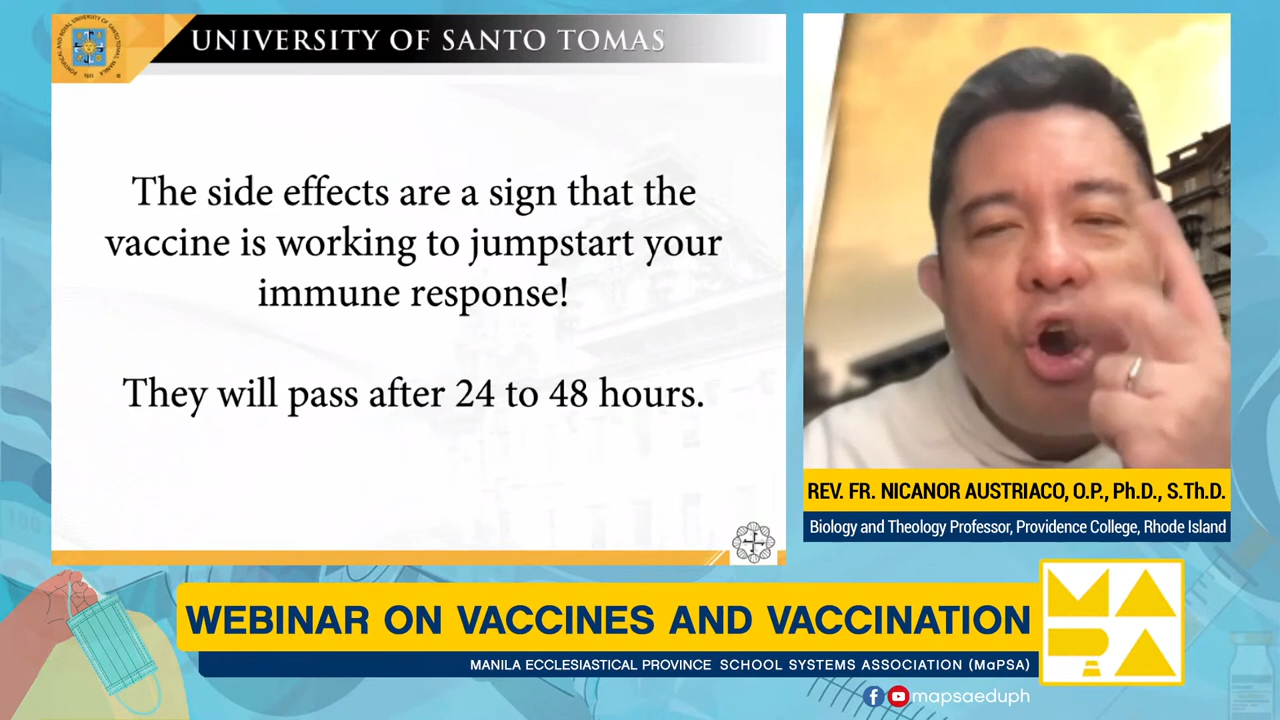 UNIVERSITY OF SANTO TOMAS
The side effects are a sign that the
vaccine is working to jumpstart your
immune response!
They will pass after 24 to 48 hours.
REV. FR. NICANOR AUSTRIACO, O.P., Ph.D., S.Th.D.
Biology and Theology Professor, Providence College, Rhode Island
WEBINAR ON VACCINES AND VACCINATION
MANILA ECCLESIASTICAL PROVINCE SCHOOL SYSTEMS ASSOCIATION (MaPSA)
MAPA
mapsaeduph